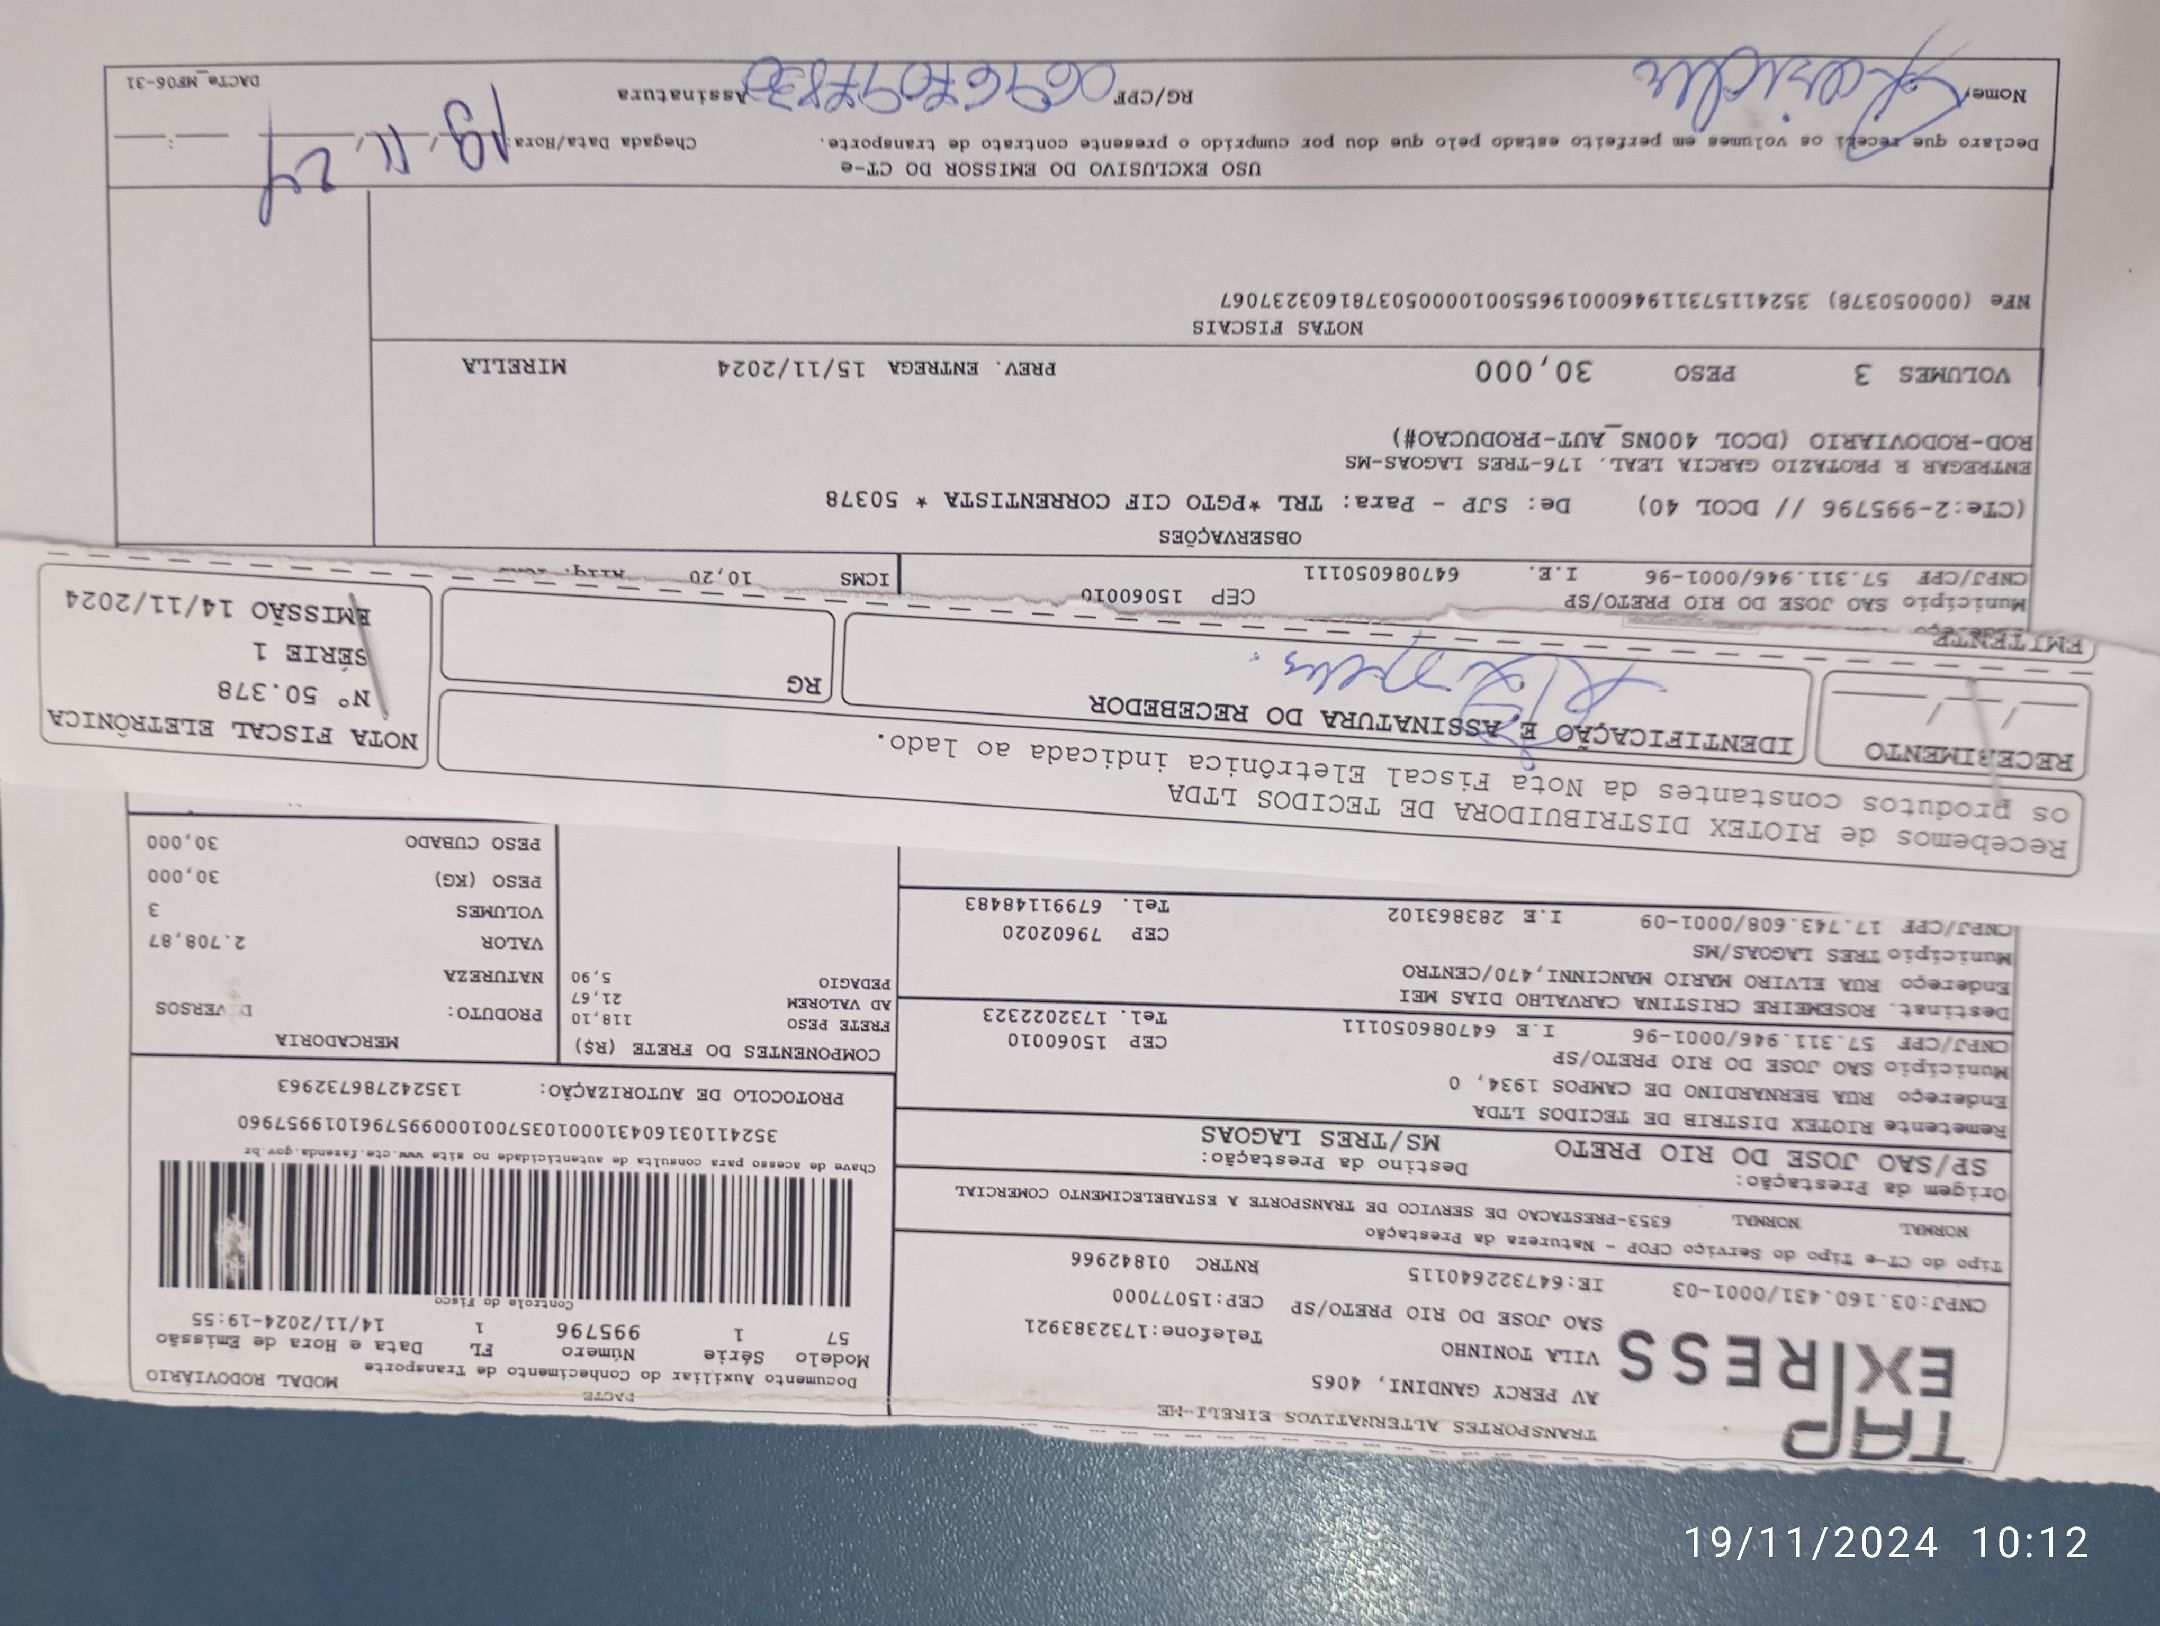 TAP
EXPRESS
TRANSPORTES ALTERNATIVOS EIRELI-ME
AV PERCY GANDINI, 4065
VILA TONINHO
Telefone:1732383921
SAO JOSE DO RIO PRETO/SP
CEP:15077000
CNPJ:03.160.431/0001-03
IE:647322640115
RNTRC 01842966
DACTE
Documento Auxiliar do Conhecimento de Transporte
MODAL RODOVIÁRIO
Modelo Série Número FL Data e Hora de Emissão
57 1 995796 1 14/11/2024-19:55
Controle do Fisco
Tipo do CT-e Tipo do Serviço CFOP - Natureza da Prestação
NORMAL NORMAL 6353-PRESTACAO DE SERVICO DE TRANSPORTE A ESTABELECIMENTO COMERCIAL
Chave de acesso para consulta de autenticidade no site www.cte.fazenda.gov.br
35241103160431000103570010009957961019957960
PROTOCOLO DE AUTORIZAÇÃO: 135242786732963
Origem da Prestação:
SP/SAO JOSE DO RIO PRETO
Destino da Prestação:
MS/TRES LAGOAS
Remetente RIOTEX DISTRIB DE TECIDOS LTDA
Endereço RUA BERNARDINO DE CAMPOS 1934, 0
Município SAO JOSE DO RIO PRETO/SP
CEP 15060010
CNPJ/CPF 57.311.946/0001-96 I.E 647086050111 Tel. 1732022323
Destinat. ROSEMEIRE CRISTINA CARVALHO DIAS MEI
Endereço RUA ELVIRO MARIO MANCINNI,470/CENTRO
Município TRES LAGOAS/MS
CEP 79602020
CNPJ/CPF 17.743.608/0001-09 I.E 283863102 Tel. 67991148483
COMPONENTES DO FRETE (R$)
FRETE PESO 118,10
AD VALOREM 21,67
PEDAGIO 5,90
MERCADORIA
PRODUTO: DIVERSOS
NATUREZA
VALOR 2.708,87
VOLUMES 3
PESO (KG) 30,000
PESO CUBADO 30,000
Recebemos de RIOTEX DISTRIBUIDORA DE TECIDOS LTDA
os produtos constantes da Nota Fiscal Eletrônica indicada ao lado.
RECEBIMENTO
IDENTIFICAÇÃO E ASSINATURA DO RECEBEDOR
RG
NOTA FISCAL ELETRÔNICA
Nº 50.378
SÉRIE 1
EMISSÃO 14/11/2024
EMITENTE
Município SAO JOSE DO RIO PRETO/SP
CEP 15060010
CNPJ/CPF 57.311.946/0001-96 I.E. 647086050111
ICMS 10,20
OBSERVAÇÕES
(CTe:2-995796 // DCOL 40) De: SJP - Para: TRL *PGTO CIF CORRENTISTA * 50378
ENTREGAR R PROTAZIO GARCIA LEAL. 176-TRES LAGOAS-MS
ROD-RODOVIARIO (DCOL 400NS_AUT-PRODUCAO#)
VOLUMES 3 PESO 30,000 PREV. ENTREGA 15/11/2024 MIRELLA
NOTAS FISCAIS
NFe (000050378) 35241157311946000196550010000503781603237067
USO EXCLUSIVO DO EMISSOR DO CT-e
Declaro que recebi os volumes em perfeito estado pelo que dou por cumprido o presente contrato de transporte.
Chegada Data/Hora: 19/11/24
Nome
RG/CPF
Assinatura
DACTe_MF06-31
19/11/2024 10:12